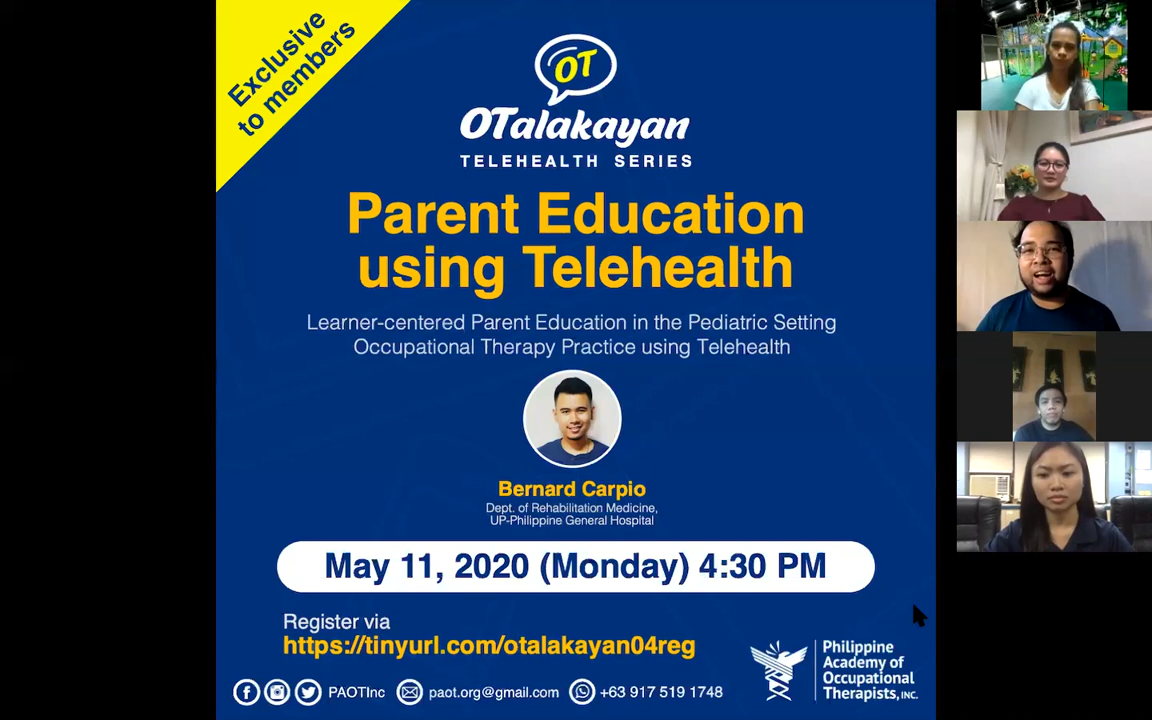 Exclusive
to members
OT
OTalakayan
TELEHEALTH SERIES
Parent Education
using Telehealth
Learner-centered Parent Education in the Pediatric Setting
Occupational Therapy Practice using Telehealth
Bernard Carpio
Dept. of Rehabilitation Medicine,
UP-Philippine General Hospital
May 11, 2020 (Monday) 4:30 PM
Register via
https://tinyurl.com/otalakayan04reg
PAOTInc paot.org@gmail.com +63 917 519 1748
Philippine
Academy of
Occupational
Therapists, INC.